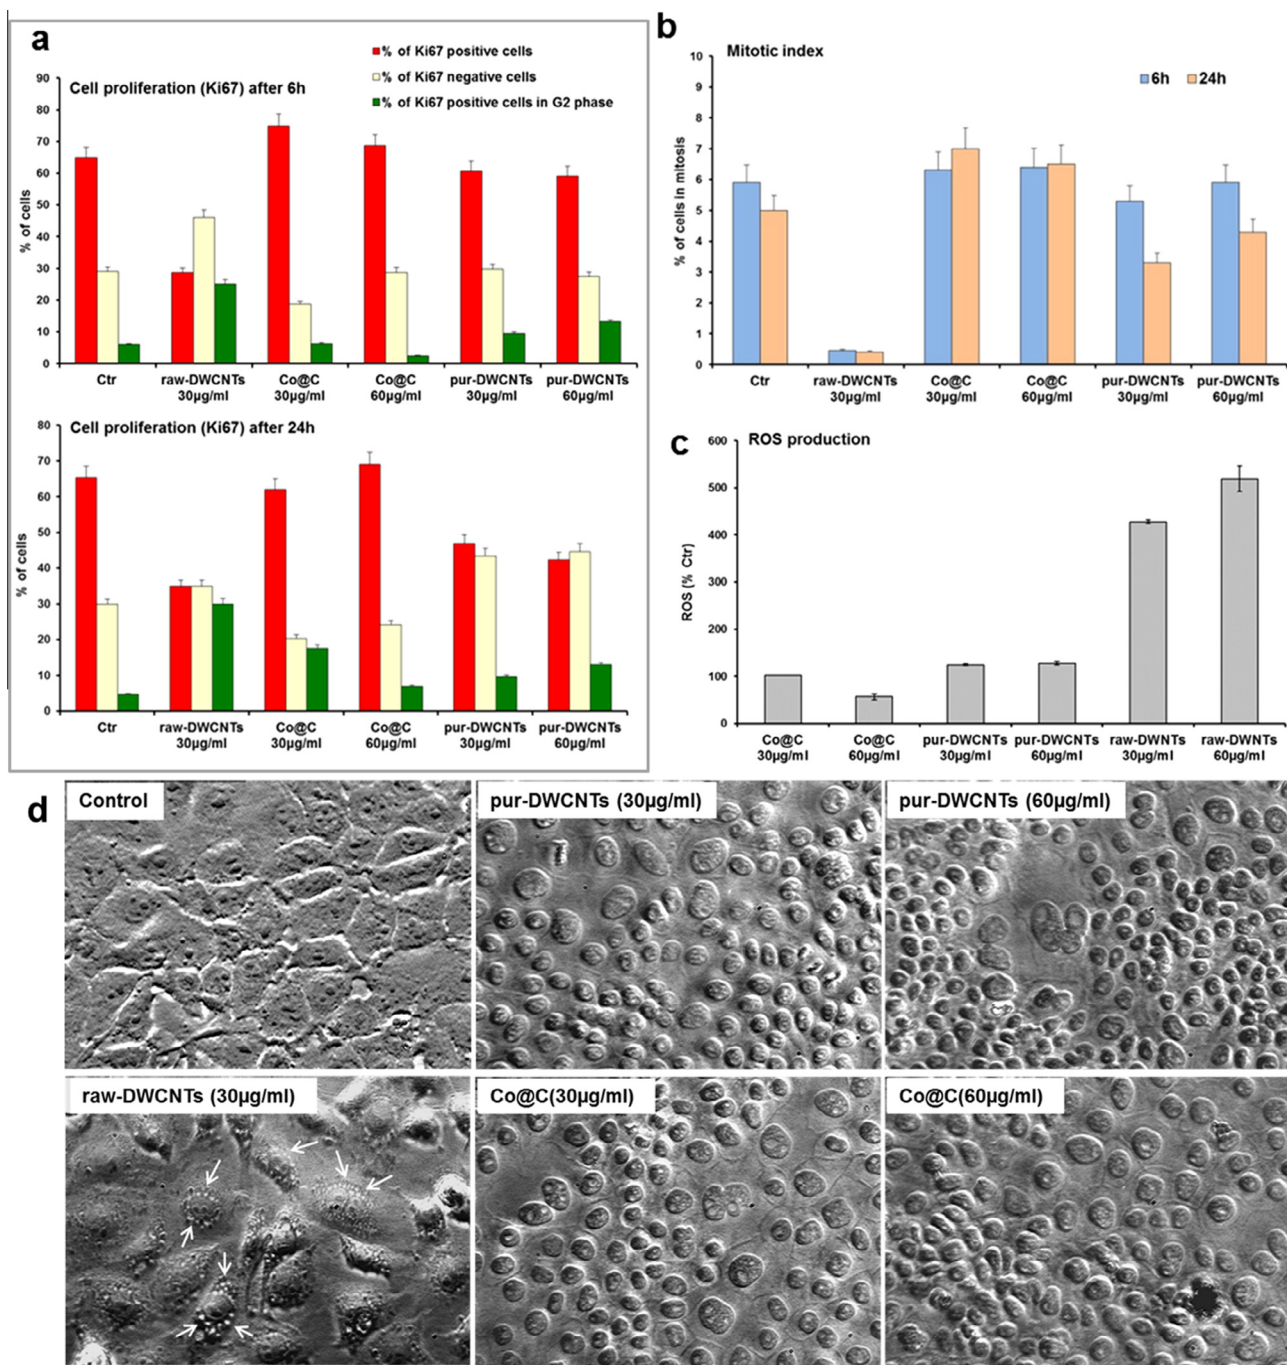 a
% of Ki67 positive cells
% of Ki67 negative cells
% of Ki67 positive cells in G2 phase
Cell proliferation (Ki67) after 6h
% of cells
90
80
70
60
50
40
30
20
10
0
Ctr
raw-DWCNTs
30µg/ml
Co@C
30µg/ml
Co@C
60µg/ml
pur-DWCNTs
30µg/ml
pur-DWCNTs
60µg/ml
Cell proliferation (Ki67) after 24h
% of cells
80
70
60
50
40
30
20
10
0
Ctr
raw-DWCNTs
30µg/ml
Co@C
30µg/ml
Co@C
60µg/ml
pur-DWCNTs
30µg/ml
pur-DWCNTs
60µg/ml
b
Mitotic index
6h
24h
% of cells in mitosis
10
9
8
7
6
5
4
3
2
1
0
Ctr
raw-DWCNTs
30µg/ml
Co@C
30µg/ml
Co@C
60µg/ml
pur-DWCNTs
30µg/ml
pur-DWCNTs
60µg/ml
c
ROS production
ROS (% Ctr)
600
500
400
300
200
100
0
Co@C
30µg/ml
Co@C
60µg/ml
pur-DWCNTs
30µg/ml
pur-DWCNTs
60µg/ml
raw-DWNTs
30µg/ml
raw-DWNTs
60µg/ml
d
Control
pur-DWCNTs (30µg/ml)
pur-DWCNTs (60µg/ml)
raw-DWCNTs (30µg/ml)
Co@C(30µg/ml)
Co@C(60µg/ml)